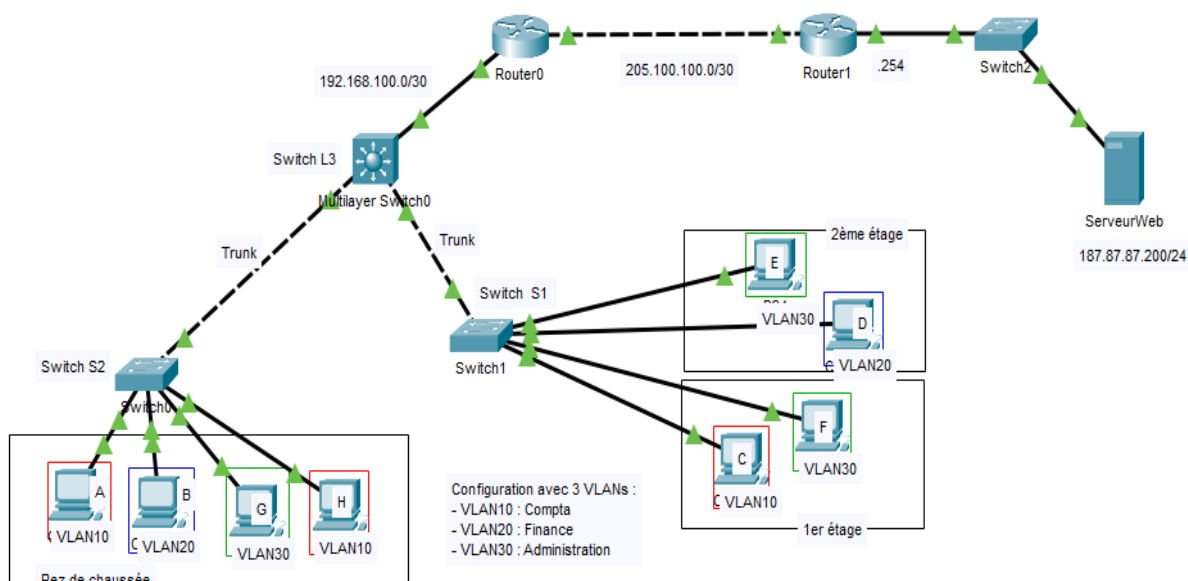 Router0
205.100.100.0/30
Router1
.254
Switch2
192.168.100.0/30
Switch L3
Multilayer Switch0
ServeurWeb
187.87.87.200/24
Trunk
Trunk
2ème étage
E
VLAN30
D
VLAN20
Switch S1
Switch1
Switch S2
Switch0
F
VLAN30
C
VLAN10
1er étage
A
VLAN10
B
VLAN20
G
VLAN30
H
VLAN10
Rez de chaussée
Configuration avec 3 VLANs :
- VLAN10 : Compta
- VLAN20 : Finance
- VLAN30 : Administration